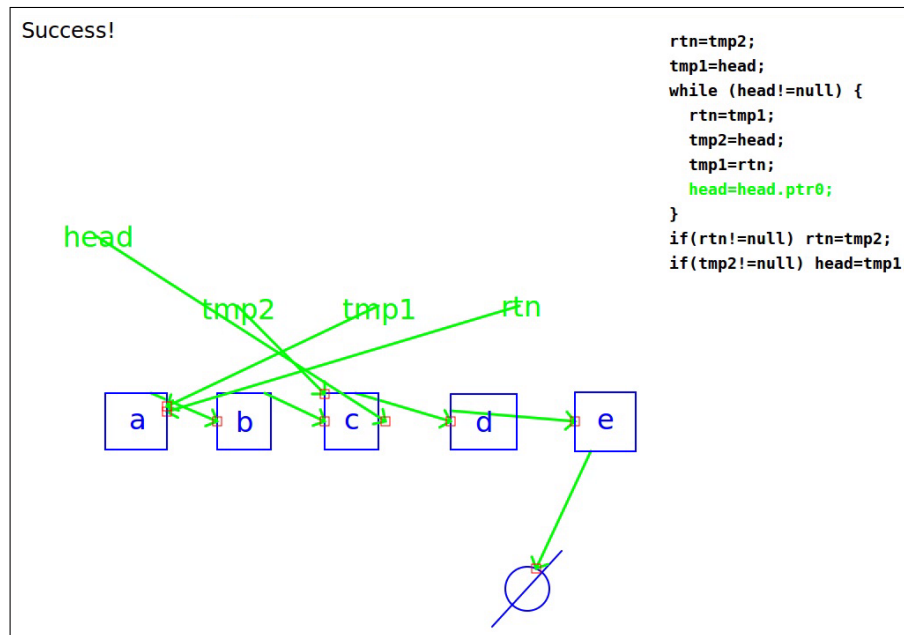 Success!
rtn=tmp2;
tmp1=head;
while (head!=null) {
rtn=tmp1;
tmp2=head;
tmp1=rtn;
head=head.ptr0;
}
if(rtn!=null) rtn=tmp2;
if(tmp2!=null) head=tmp1
head
tmp2 tmp1 rtn
a b c d e